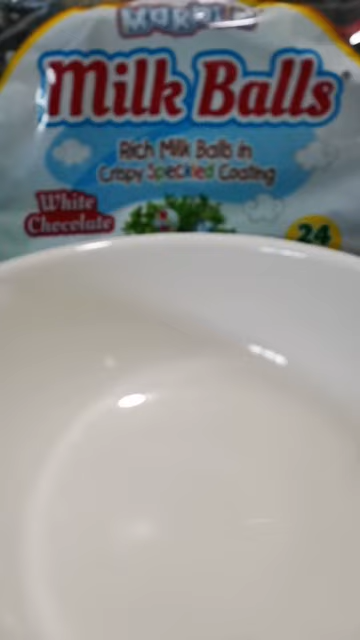 Milk Balls
Rich Milk Balls in
Crispy Speckled Coating
White
Chocolate
24